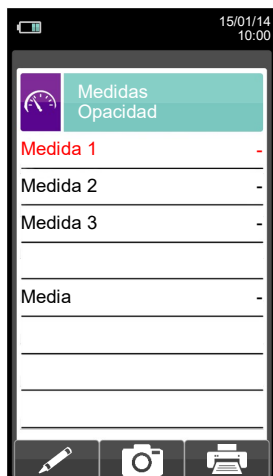 15/01/14
10:00
Medidas
Opacidad
Medida 1 -
Medida 2 -
Medida 3 -
Media -